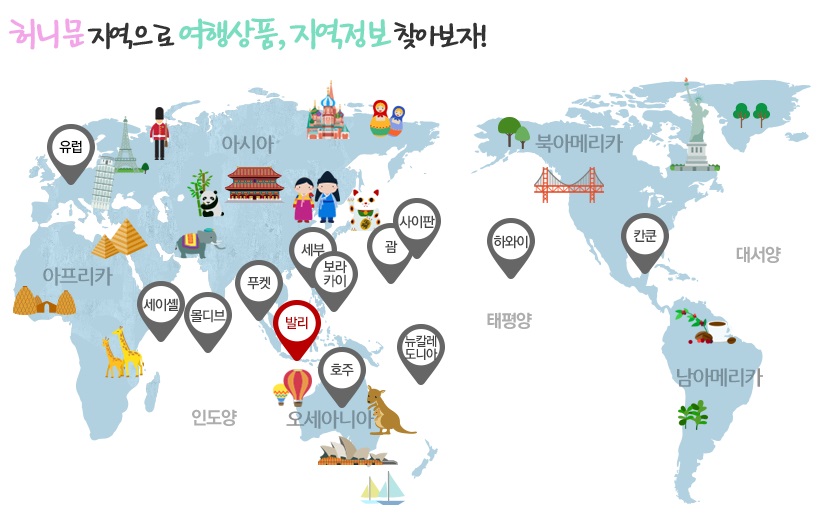 허니문 지역으로 여행상품, 지역정보 찾아보자!
유럽
아시아
북아메리카
사이판
괌
세부
보라
카이
하와이
칸쿤
대서양
아프리카
세이셸
몰디브
푸켓
발리
태평양
뉴칼레
도니아
호주
남아메리카
인도양
오세아니아